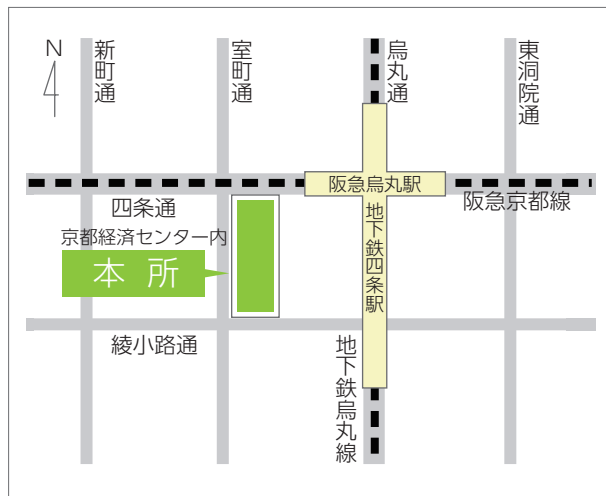 N
新町通
室町通
烏丸通
東洞院通
阪急烏丸駅
四条通
阪急京都線
京都経済センター内
本所
地下鉄四条駅
綾小路通
地下鉄烏丸線